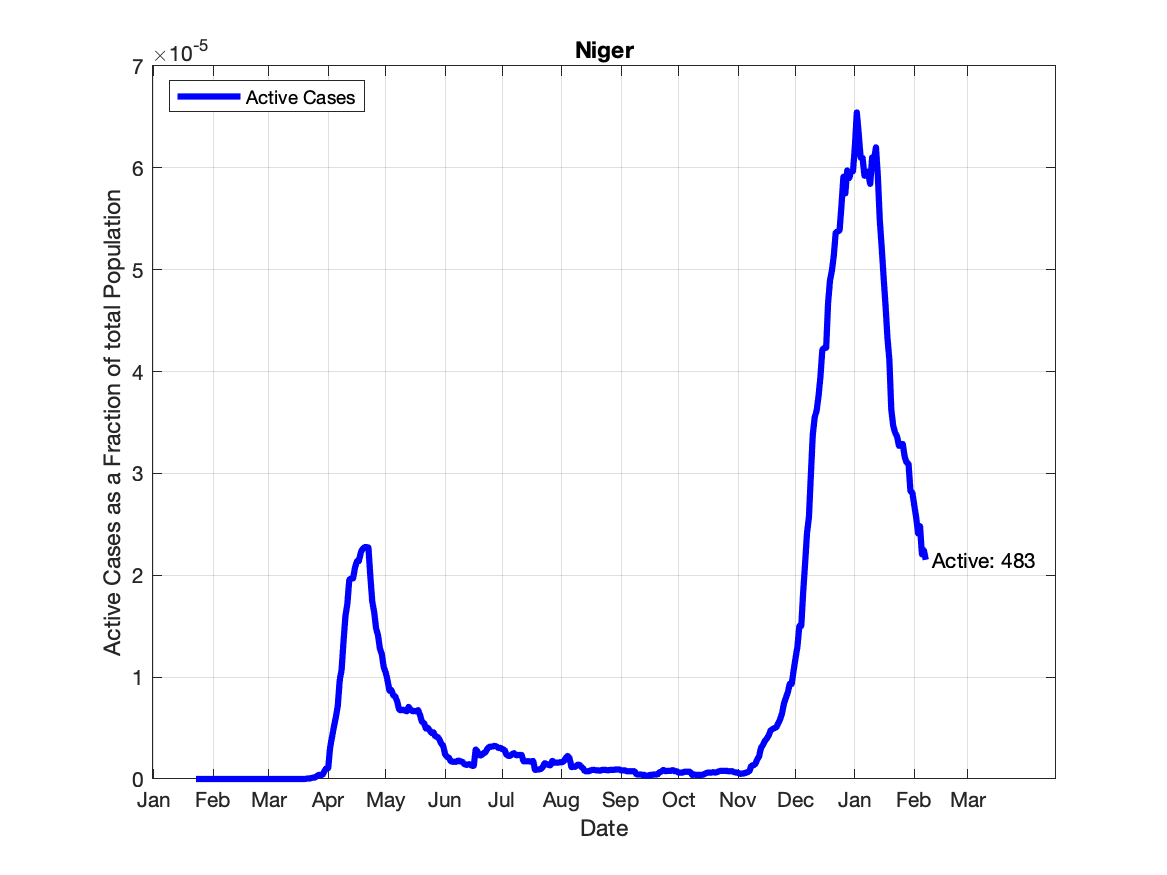 Niger
×10-5
Active Cases
7
6
5
4
3
2
1
0
Active Cases as a Fraction of total Population
Active: 483
Jan Feb Mar Apr May Jun Jul Aug Sep Oct Nov Dec Jan Feb Mar
Date